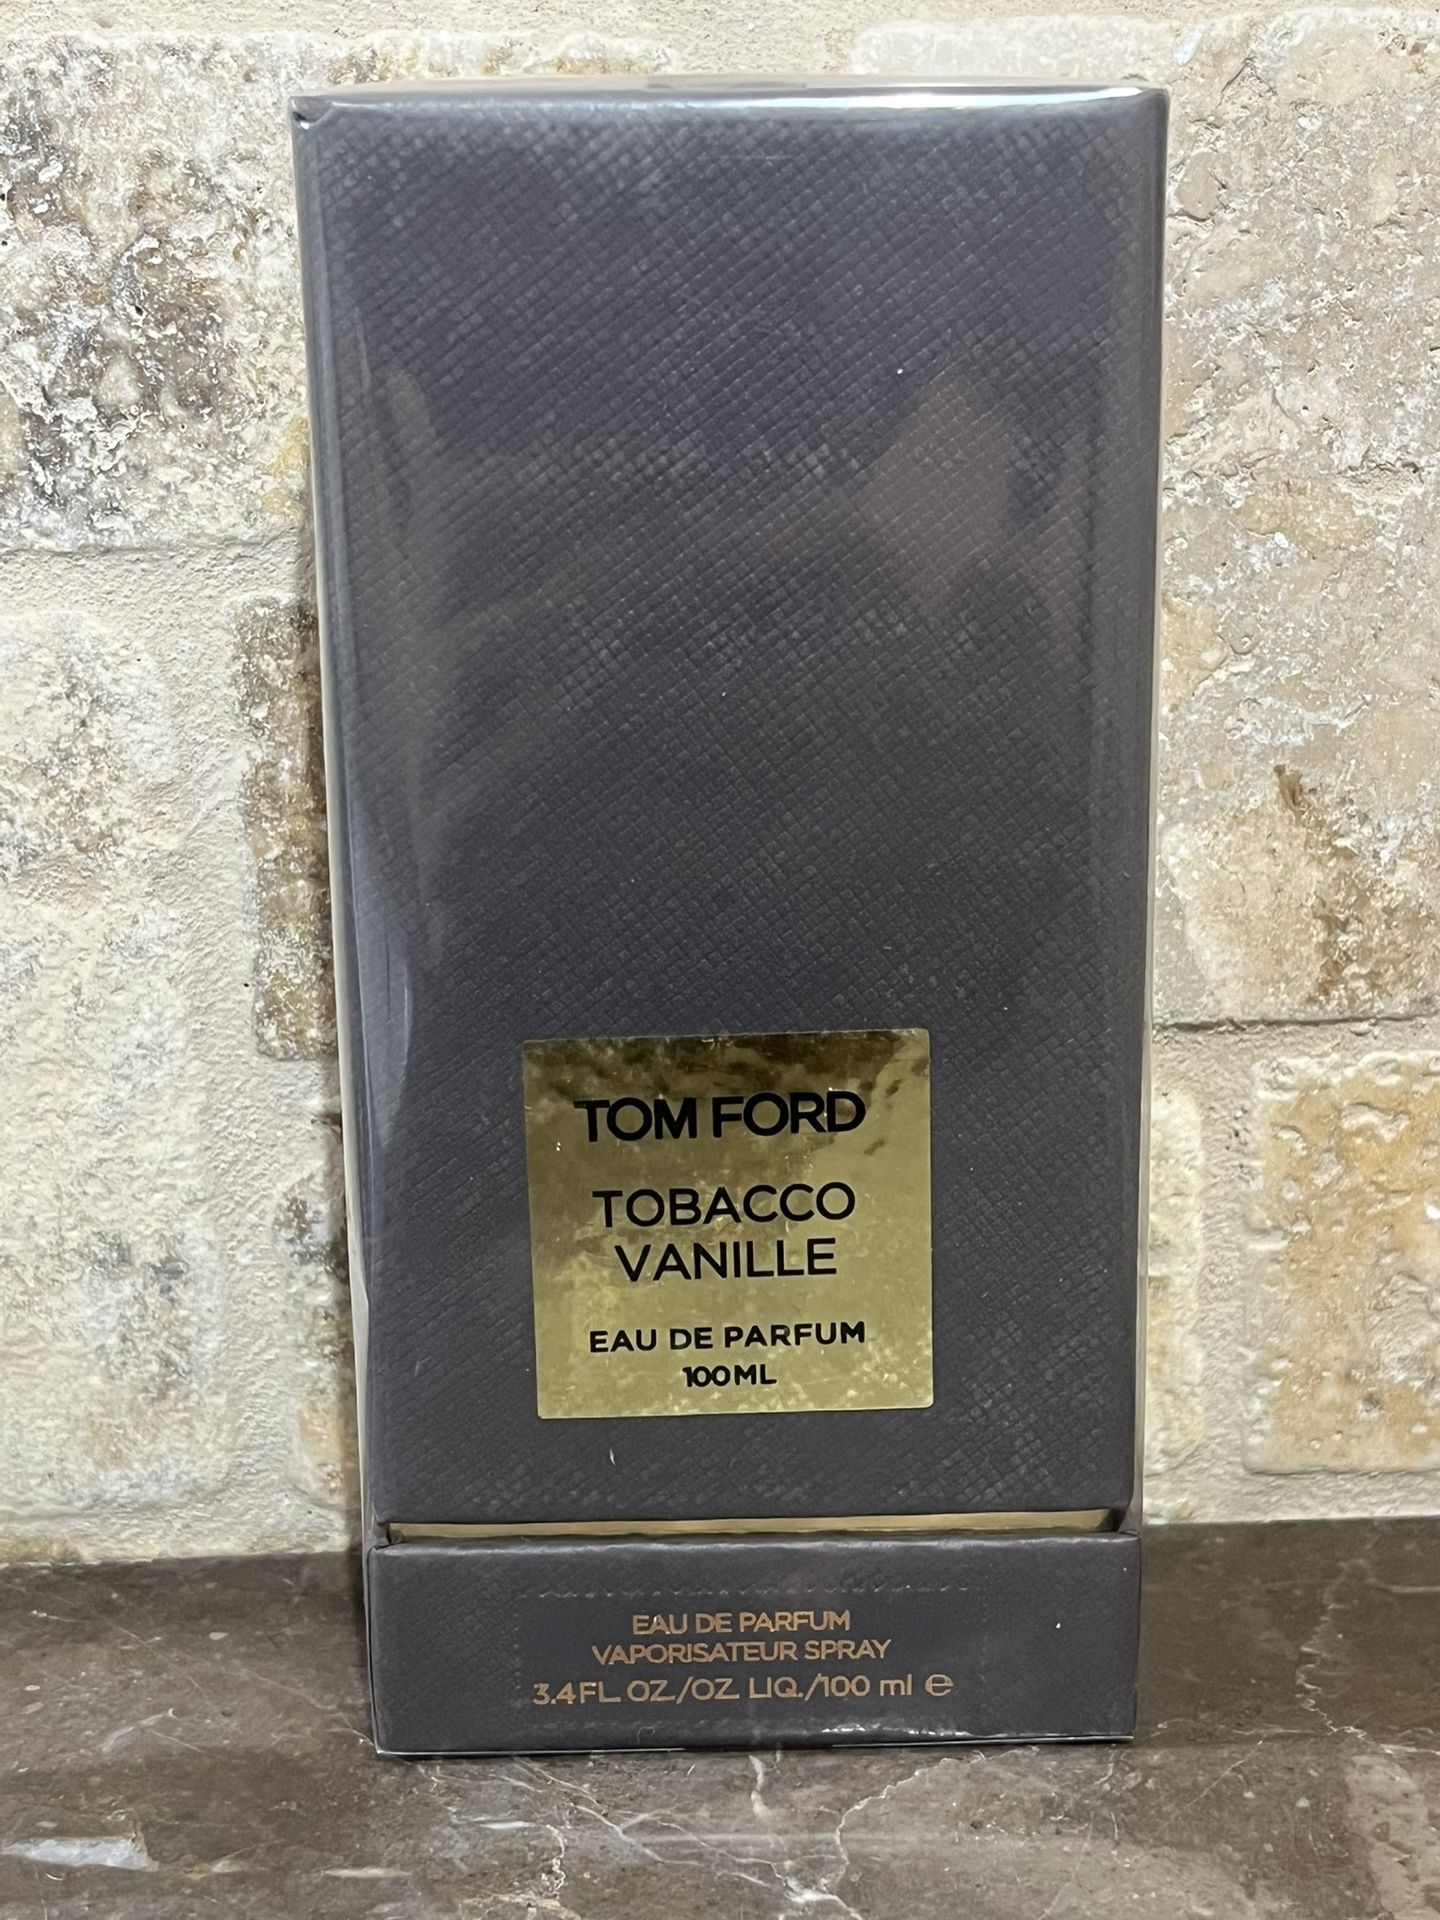 TOM FORD
TOBACCO
VANILLE
EAU DE PARFUM
100ML
EAU DE PARFUM
VAPORISATEUR SPRAY
3.4FL OZ./OZ. LIQ./100 ml ℮